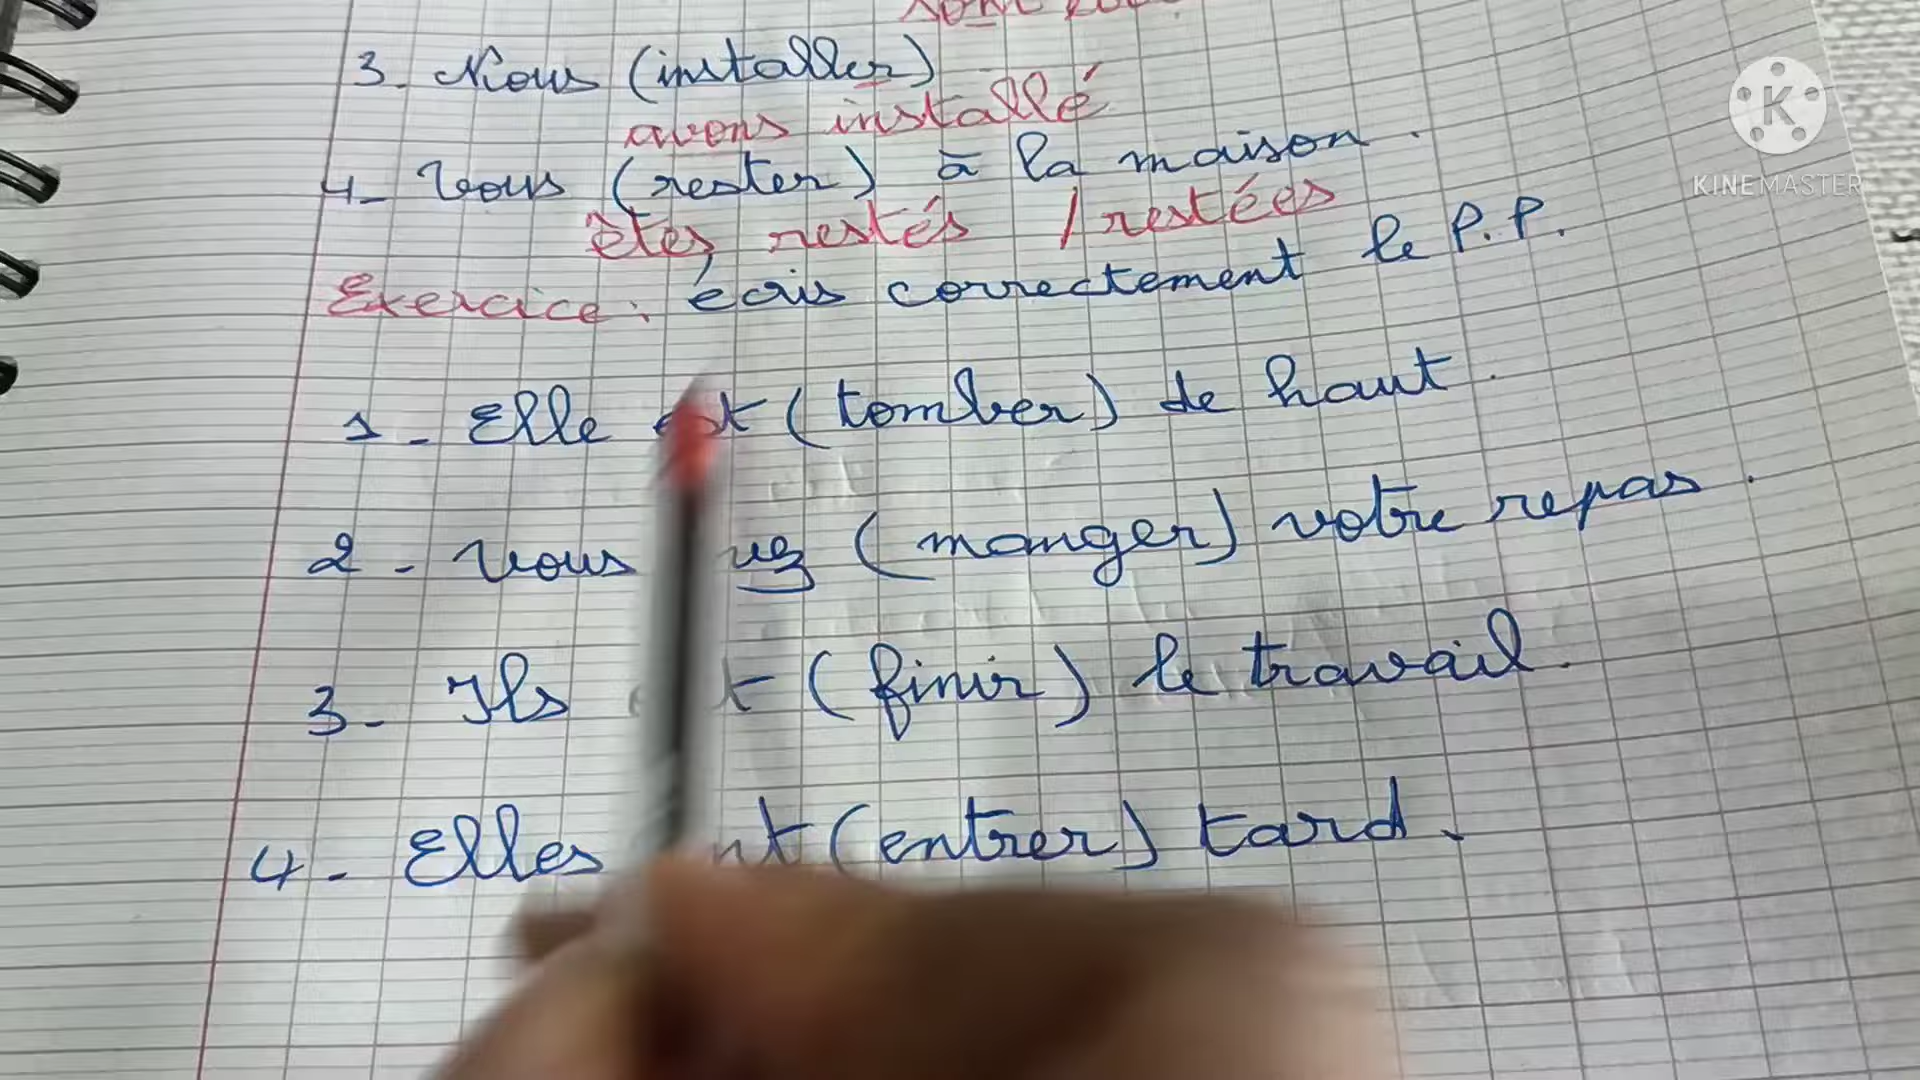 3. Nous (installer)
avons installé
4- Vous (rester) à la maison.
êtes restés / restées
Exercice: écris correctement le P.P.
1- Elle est (tomber) de haut.
2- Vous (manger) votre repas.
3- Ils (finir) le travail.
4- Elles (entrer) tard.
KINEMASTER